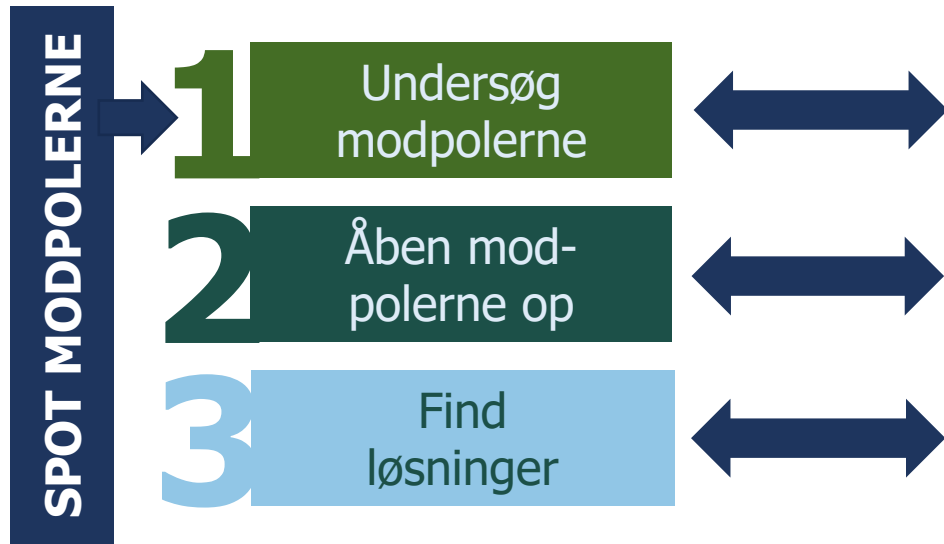 SPOT MODPOLERNE
1
Undersøg
modpolerne
2
Åben mod-
polerne op
3
Find
løsninger